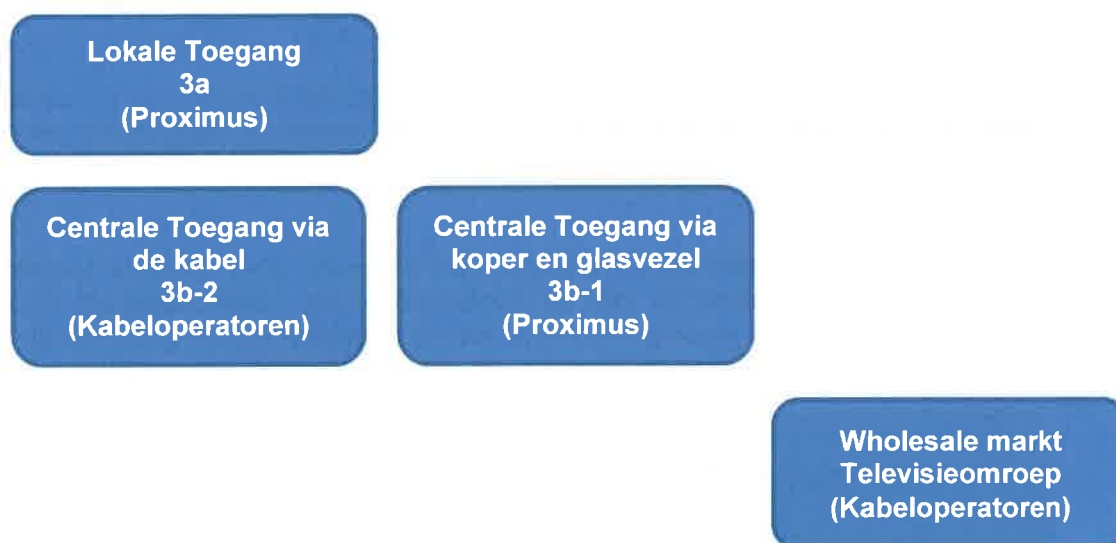 Lokale Toegang
3a
(Proximus)
Centrale Toegang via
de kabel
3b-2
(Kabeloperatoren)
Centrale Toegang via
koper en glasvezel
3b-1
(Proximus)
Wholesale markt
Televisieomroep
(Kabeloperatoren)